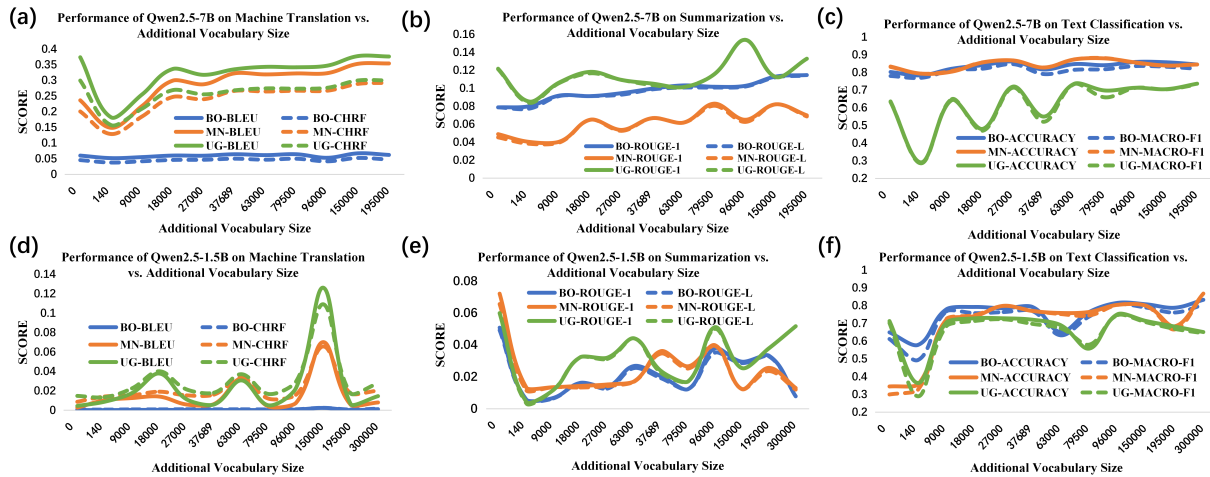 (a)
Performance of Qwen2.5-7B on Machine Translation vs.
Additional Vocabulary Size
0.4
0.35
0.3
0.25
0.2
0.15
0.1
0.05
0
SCORE
BO-BLEU
BO-CHRF
MN-BLEU
MN-CHRF
UG-BLEU
UG-CHRF
0
140
9000
18000
27000
37689
63000
79500
96000
150000
195000
Additional Vocabulary Size
(b)
Performance of Qwen2.5-7B on Summarization vs.
Additional Vocabulary Size
0.16
0.14
0.12
0.1
0.08
0.06
0.04
0.02
0
SCORE
BO-ROUGE-1
BO-ROUGE-L
MN-ROUGE-1
MN-ROUGE-L
UG-ROUGE-1
UG-ROUGE-L
0
140
9000
18000
27000
37689
63000
79500
96000
150000
195000
Additional Vocabulary Size
(c)
Performance of Qwen2.5-7B on Text Classification vs.
Additional Vocabulary Size
1
0.9
0.8
0.7
0.6
0.5
0.4
0.3
0.2
SCORE
BO-ACCURACY
BO-MACRO-F1
MN-ACCURACY
MN-MACRO-F1
UG-ACCURACY
UG-MACRO-F1
0
140
9000
18000
27000
37689
63000
79500
96000
150000
195000
Additional Vocabulary Size
(d)
Performance of Qwen2.5-1.5B on Machine Translation
vs. Additional Vocabulary Size
0.14
0.12
0.1
0.08
0.06
0.04
0.02
0
SCORE
BO-BLEU
BO-CHRF
MN-BLEU
MN-CHRF
UG-BLEU
UG-CHRF
0
140
9000
18000
27000
37689
63000
79500
96000
150000
195000
300000
Additional Vocabulary Size
(e)
Performance of Qwen2.5-1.5B on Summarization vs.
Additional Vocabulary Size
0.08
0.06
0.04
0.02
0
SCORE
BO-ROUGE-1
BO-ROUGE-L
MN-ROUGE-1
MN-ROUGE-L
UG-ROUGE-1
UG-ROUGE-L
0
140
9000
18000
27000
63000
37689
79500
96000
150000
195000
300000
Additional Vocabulary Size
(f)
Performance of Qwen2.5-1.5B on Text Classification vs.
Additional Vocabulary Size
1
0.9
0.8
0.7
0.6
0.5
0.4
0.3
0.2
SCORE
BO-ACCURACY
BO-MACRO-F1
MN-ACCURACY
MN-MACRO-F1
UG-ACCURACY
UG-MACRO-F1
0
140
9000
18000
27000
37689
63000
79500
96000
150000
195000
300000
Additional Vocabulary Size